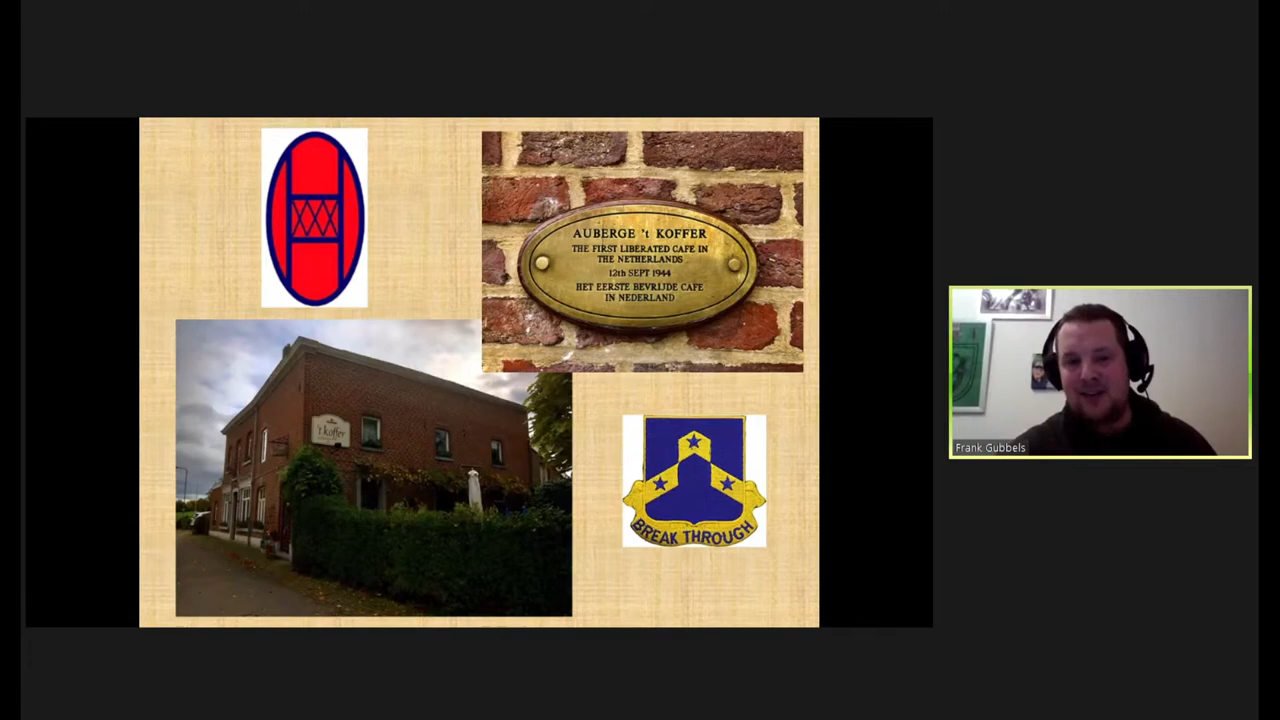 AUBERGE 't KOFFER
THE FIRST LIBERATED CAFE IN
THE NETHERLANDS
12th SEPT 1944
HET EERSTE BEVRIJDE CAFE
IN NEDERLAND
't koffer
BREAK THROUGH
Frank Gubbels